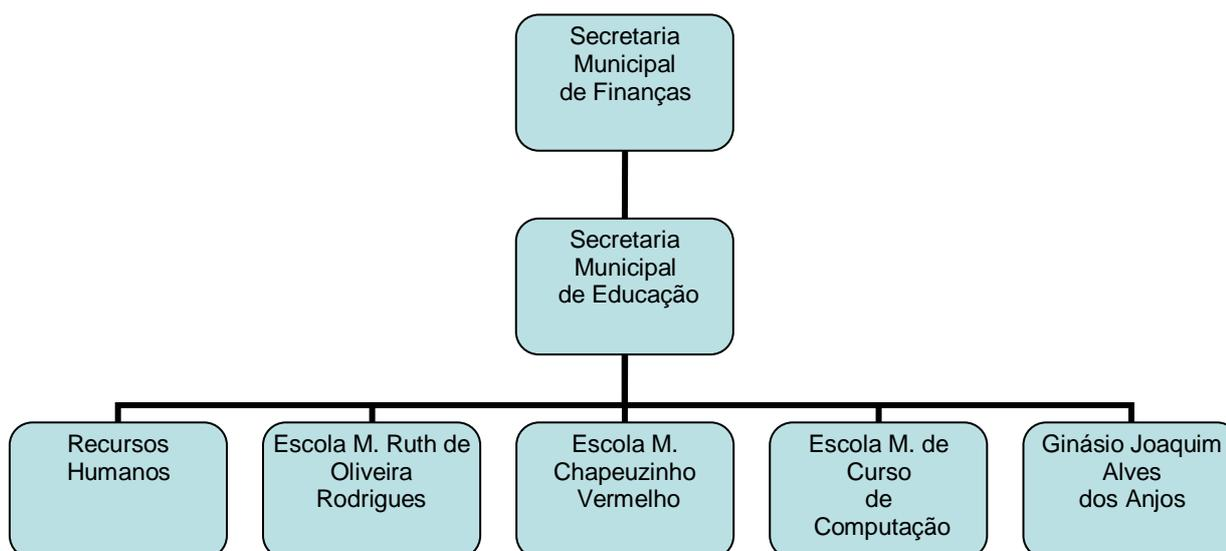 Secretaria
Municipal
de Finanças
Secretaria
Municipal
de Educação
Recursos
Humanos
Escola M. Ruth de
Oliveira
Rodrigues
Escola M.
Chapeuzinho
Vermelho
Escola M. de
Curso
de
Computação
Ginásio Joaquim
Alves
dos Anjos